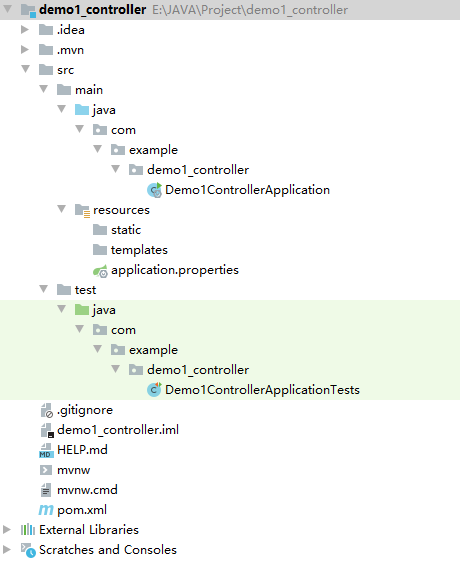 demo1_controller E:\JAVA\Project\demo1_controller
.idea
.mvn
src
main
java
com
example
demo1_controller
Demo1ControllerApplication
resources
static
templates
application.properties
test
java
com
example
demo1_controller
Demo1ControllerApplicationTests
.gitignore
demo1_controller.iml
HELP.md
mvnw
mvnw.cmd
pom.xml
External Libraries
Scratches and Consoles